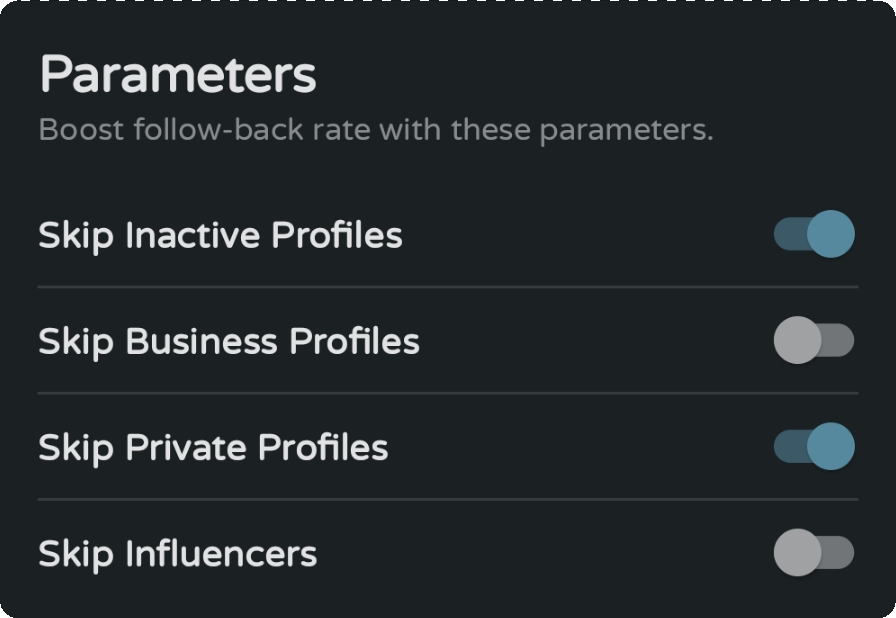 Parameters
Boost follow-back rate with these parameters.
Skip Inactive Profiles
Skip Business Profiles
Skip Private Profiles
Skip Influencers